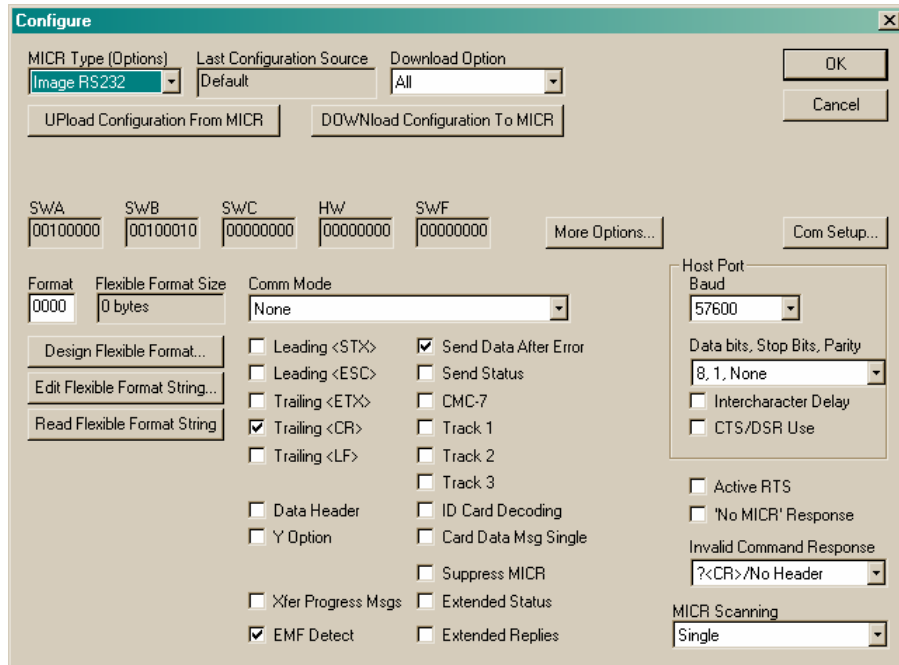 Configure
MICR Type (Options) Last Configuration Source Download Option
Image RS232 Default All OK
UPload Configuration From MICR DOWNload Configuration To MICR Cancel
SWA SWB SWC HW SWF
00100000 00100010 00000000 00000000 00000000 More Options... Com Setup...
Host Port
Format Flexible Format Size Comm Mode Baud
0000 0 bytes None 57600
Design Flexible Format... Leading <STX> Send Data After Error Data bits, Stop Bits, Parity
Edit Flexible Format String... Leading <ESC> Send Status 8, 1, None
Trailing <ETX> CMC-7 Intercharacter Delay
Read Flexible Format String Trailing <CR> Track 1 CTS/DSR Use
Trailing <LF> Track 2
Track 3 Active RTS
Data Header ID Card Decoding 'No MICR' Response
Y Option Card Data Msg Single Invalid Command Response
Suppress MICR ?<CR>/No Header
Xfer Progress Msgs Extended Status MICR Scanning
EMF Detect Extended Replies Single